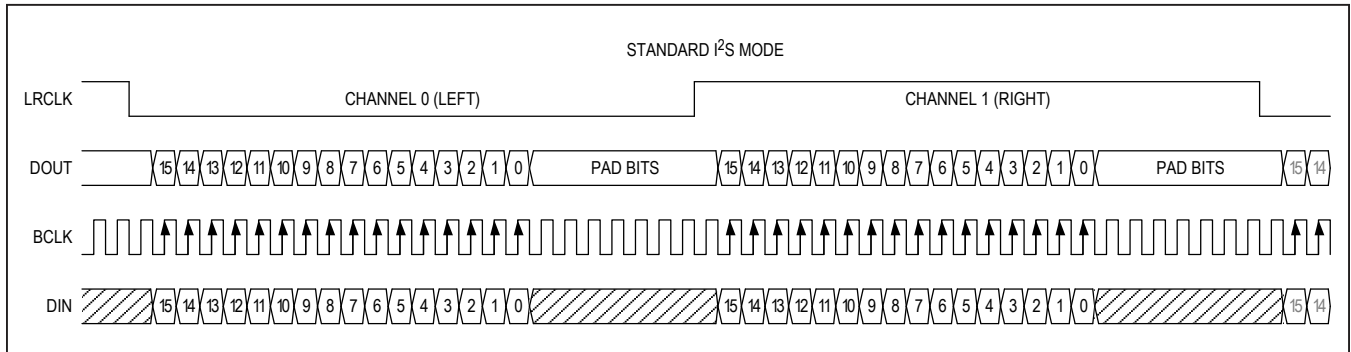 STANDARD I²S MODE
LRCLK CHANNEL 0 (LEFT) CHANNEL 1 (RIGHT)
DOUT 15 14 13 12 11 10 9 8 7 6 5 4 3 2 1 0 PAD BITS 15 14 13 12 11 10 9 8 7 6 5 4 3 2 1 0 PAD BITS 15 14
BCLK
DIN 15 14 13 12 11 10 9 8 7 6 5 4 3 2 1 0 15 14 13 12 11 10 9 8 7 6 5 4 3 2 1 0 15 14